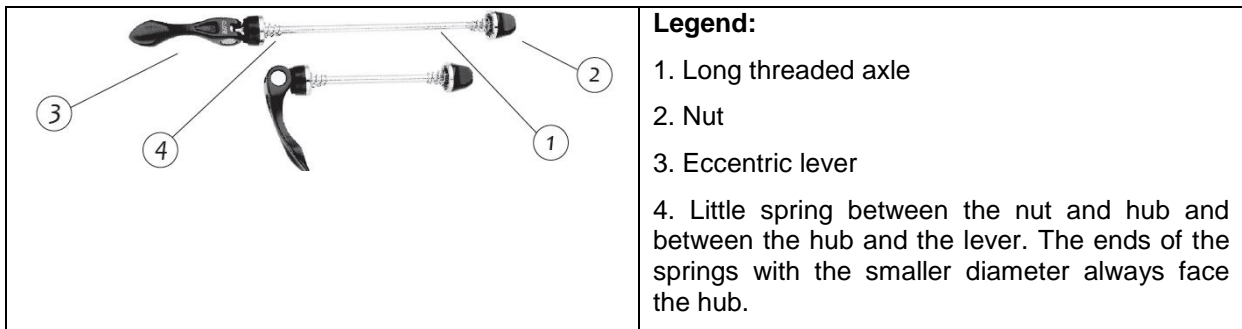 3
4
1
2
Legend:
1. Long threaded axle
2. Nut
3. Eccentric lever
4. Little spring between the nut and hub and
between the hub and the lever. The ends of the
springs with the smaller diameter always face
the hub.